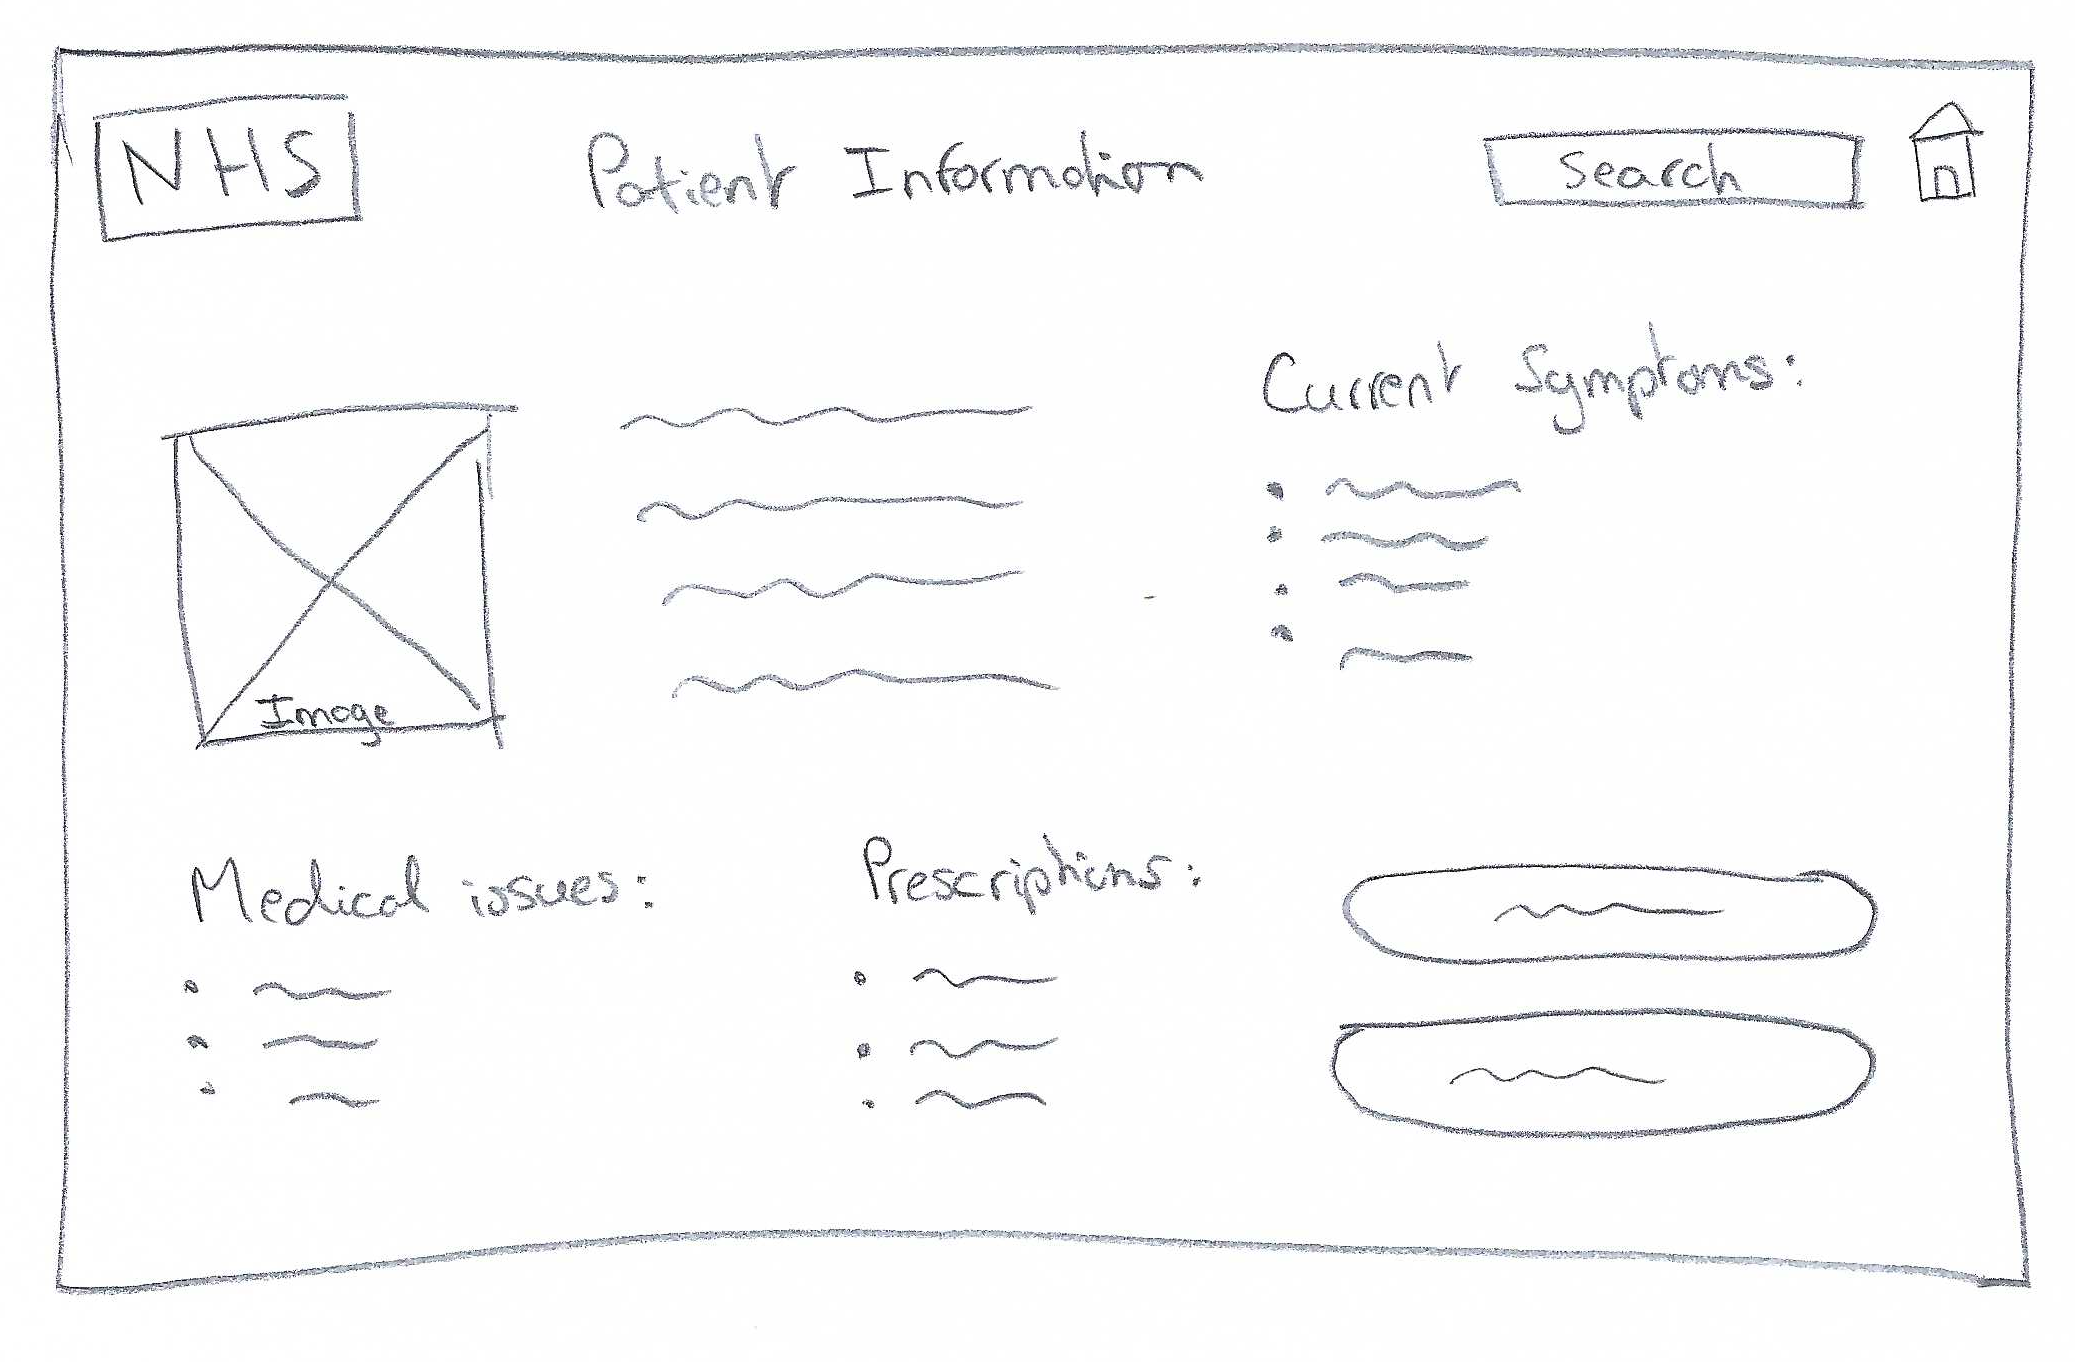 NHS
Patient Information
Search
Current Symptoms:
Image
Medical issues:
Prescriptions: